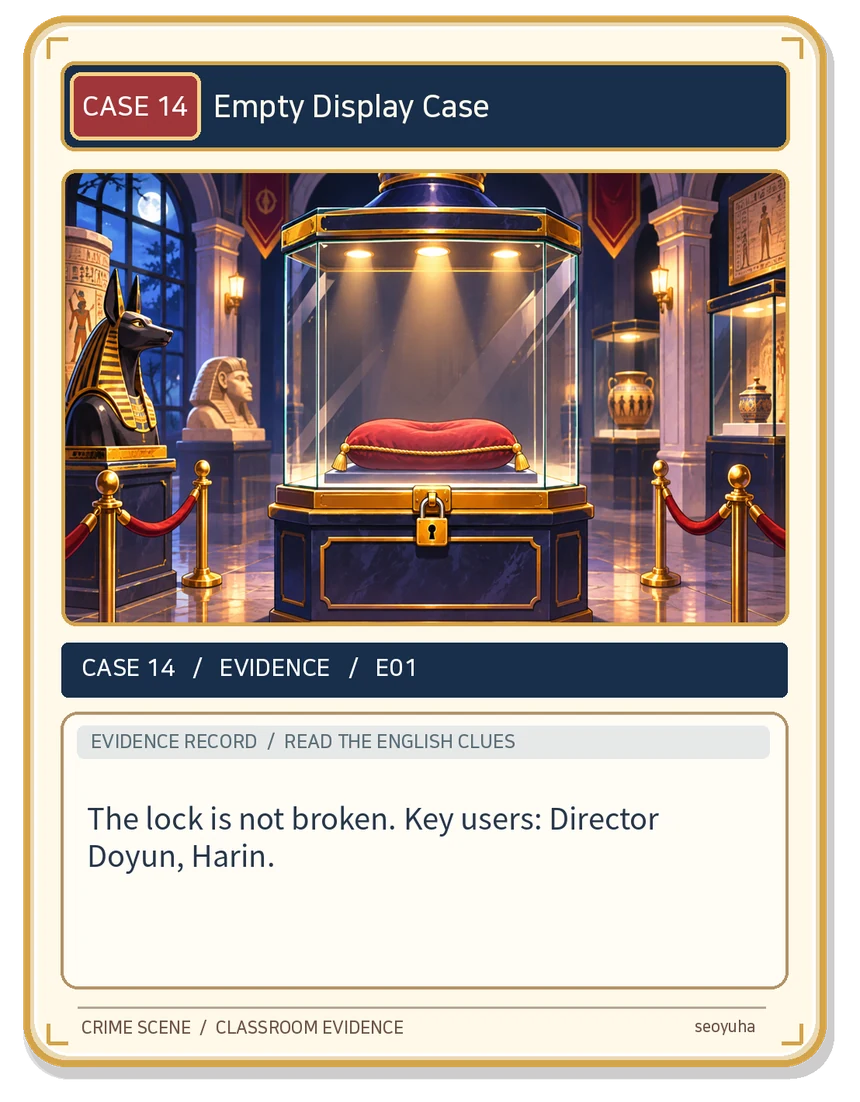 CASE 14 Empty Display Case
CASE 14 / EVIDENCE / E01
EVIDENCE RECORD / READ THE ENGLISH CLUES
The lock is not broken. Key users: Director
Doyun, Harin.
CRIME SCENE / CLASSROOM EVIDENCE seoyuha